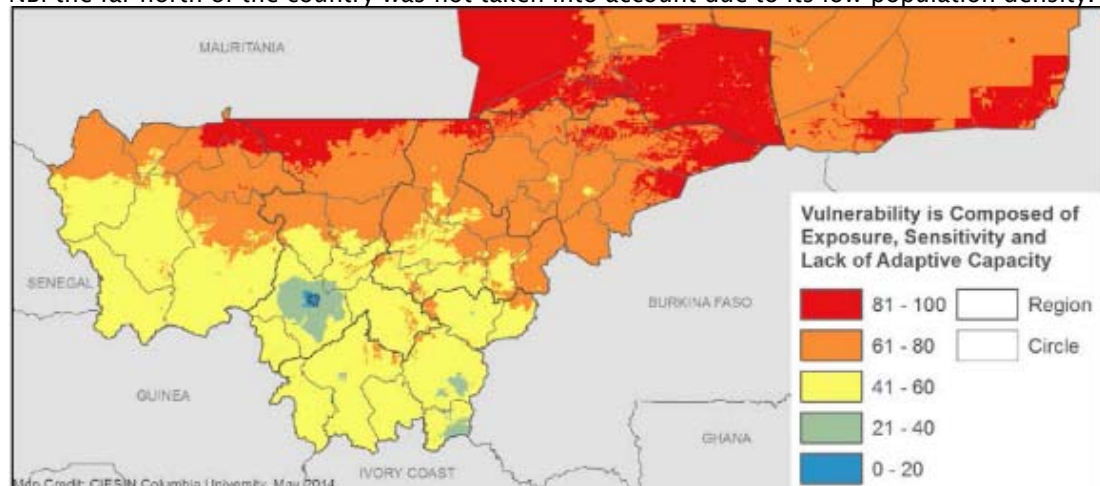 NB: the far north of the country was not taken into account due to its low population density.
MAURITANIA
Vulnerability is Composed of
Exposure, Sensitivity and
Lack of Adaptive Capacity
SENEGAL
BURKINA FASO
81 - 100
Region
61 - 80
Circle
41 - 60
GUINEA
21 - 40
GHANA
IVORY COAST
0 - 20
Map Credit: CIESIN Columbia University, May 2014